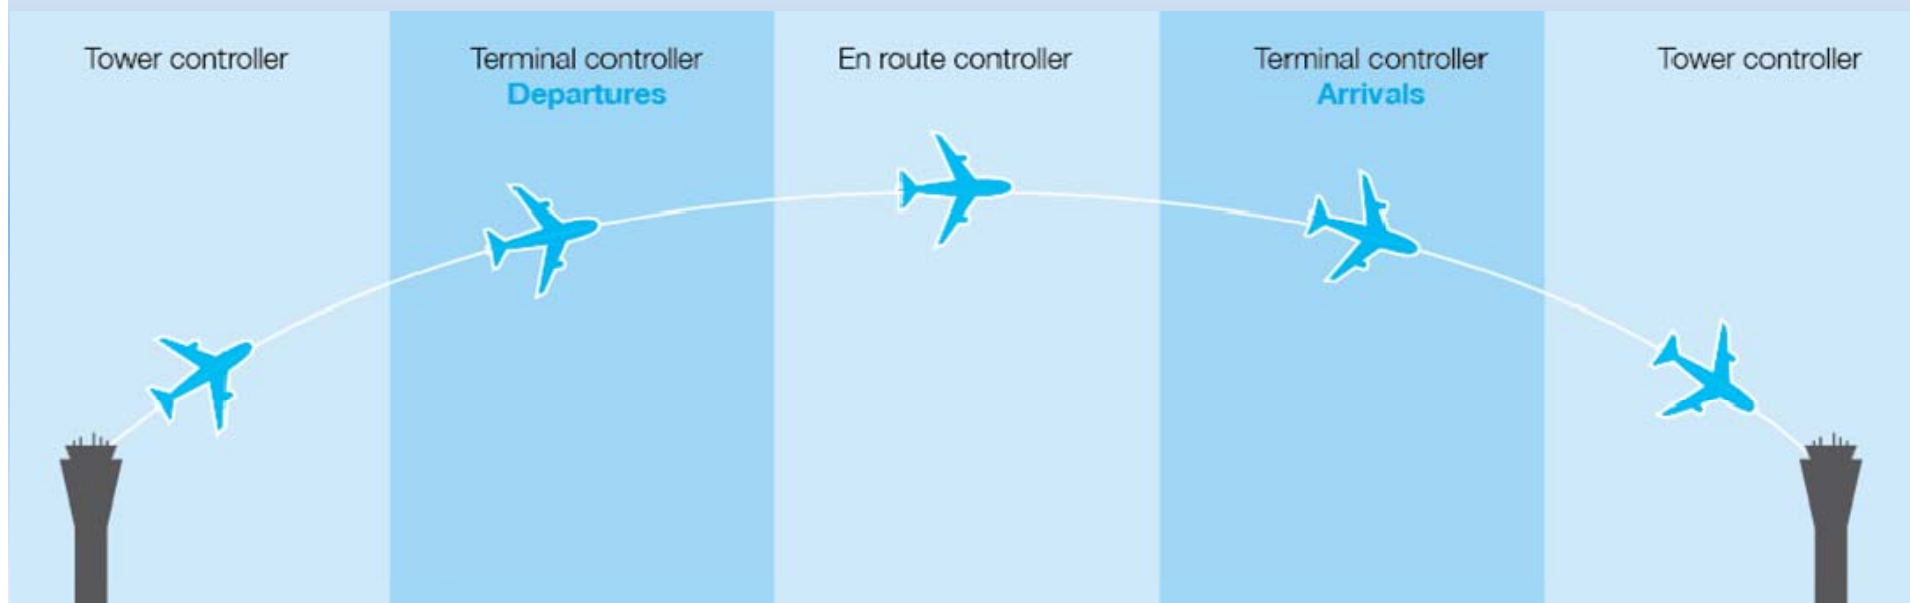 Tower controller
Terminal controller
Departures
En route controller
Terminal controller
Arrivals
Tower controller